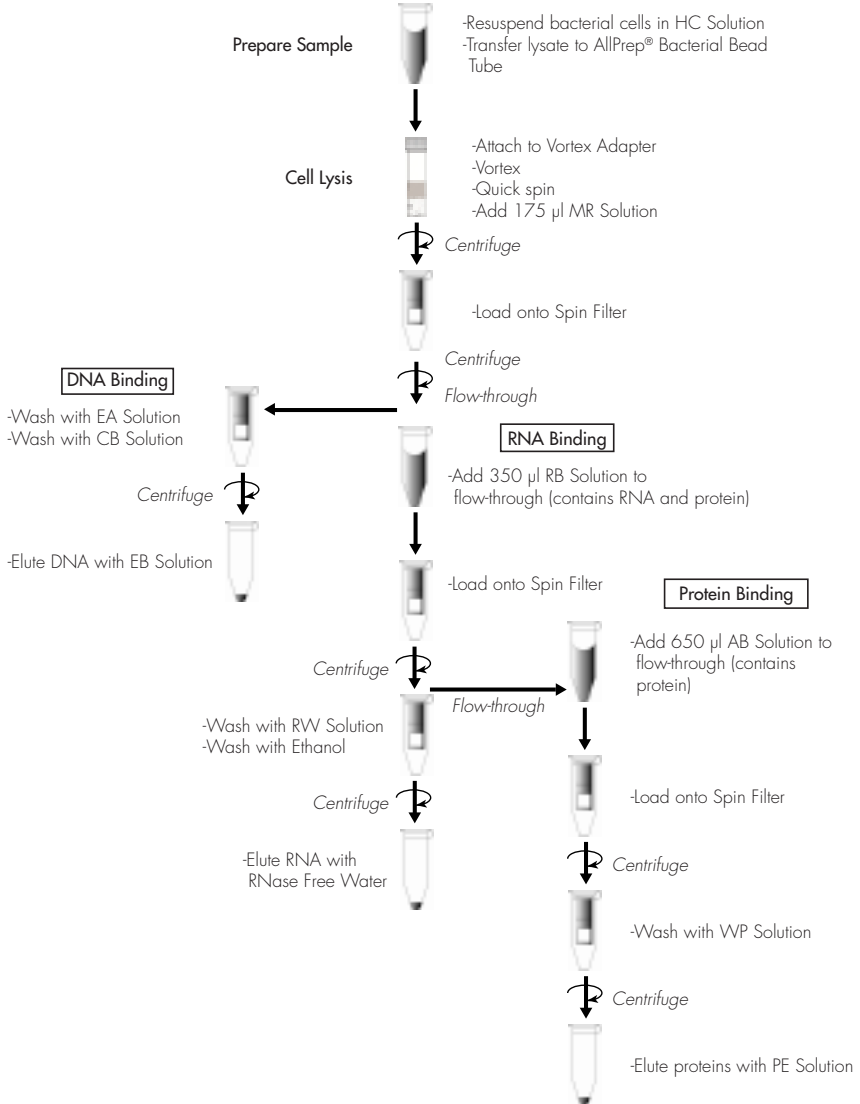 Prepare Sample
-Resuspend bacterial cells in HC Solution
-Transfer lysate to AllPrep® Bacterial Bead
Tube
Cell Lysis
-Attach to Vortex Adapter
-Vortex
-Quick spin
-Add 175 µl MR Solution
Centrifuge
-Load onto Spin Filter
Centrifuge
Flow-through
DNA Binding
-Wash with EA Solution
-Wash with CB Solution
Centrifuge
-Elute DNA with EB Solution
RNA Binding
-Add 350 µl RB Solution to
flow-through (contains RNA and protein)
-Load onto Spin Filter
Centrifuge
Flow-through
-Wash with RW Solution
-Wash with Ethanol
Centrifuge
-Elute RNA with
RNase Free Water
Protein Binding
-Add 650 µl AB Solution to
flow-through (contains
protein)
-Load onto Spin Filter
Centrifuge
-Wash with WP Solution
Centrifuge
-Elute proteins with PE Solution